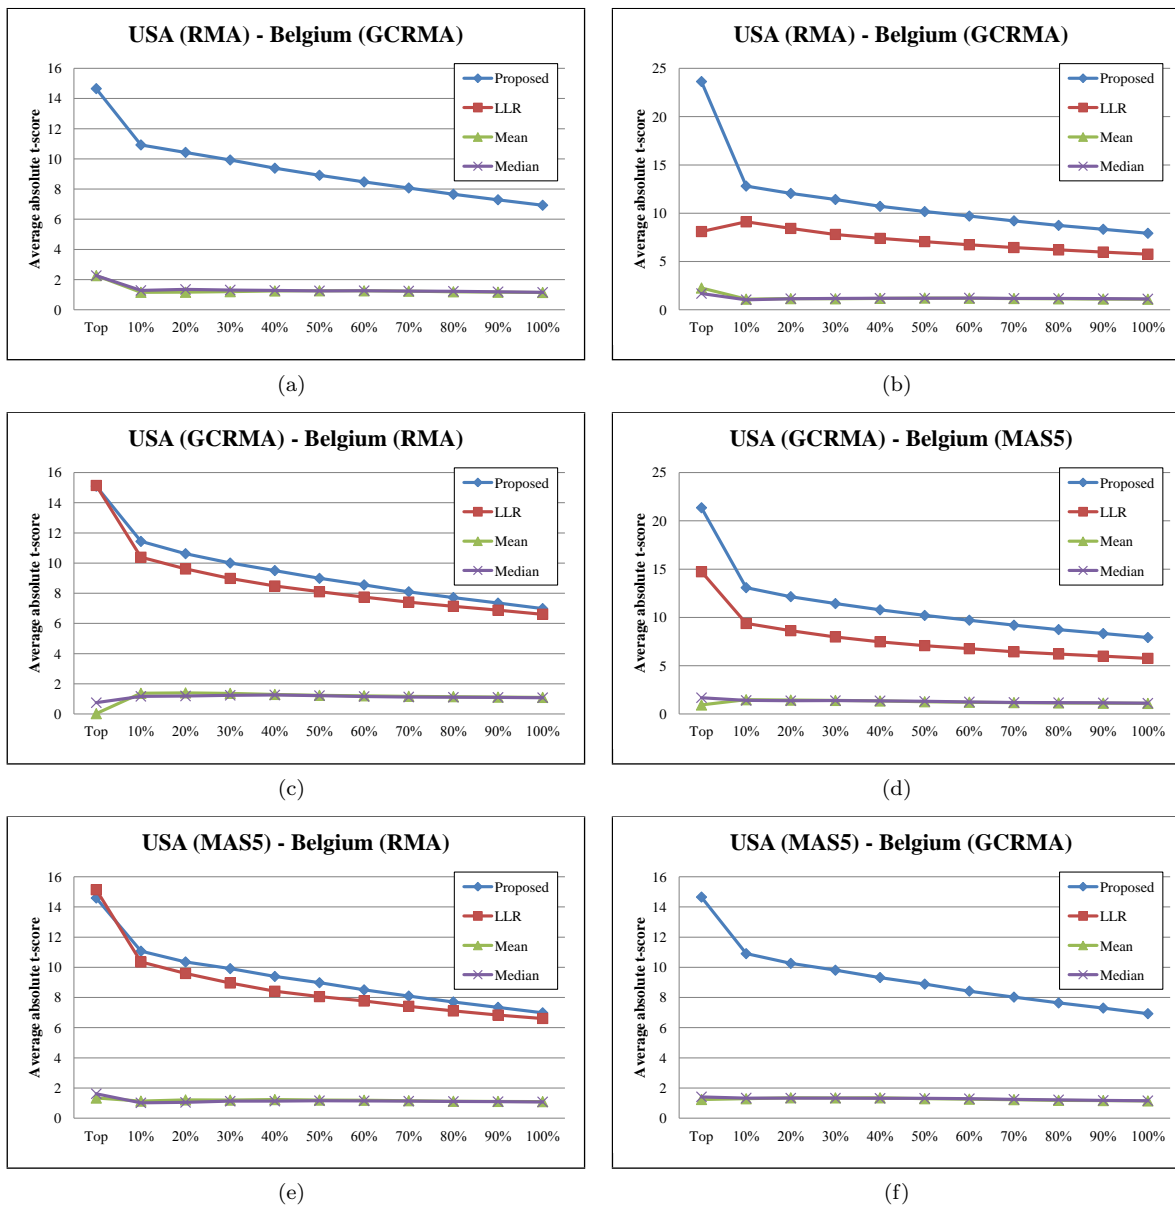 USA (RMA) - Belgium (GCRMA)
Average absolute t-score
16
14
12
10
8
6
4
2
0
Proposed
LLR
Mean
Median
Top 10% 20% 30% 40% 50% 60% 70% 80% 90% 100%
(a)
USA (RMA) - Belgium (GCRMA)
Average absolute t-score
25
20
15
10
5
0
Proposed
LLR
Mean
Median
Top 10% 20% 30% 40% 50% 60% 70% 80% 90% 100%
(b)
USA (GCRMA) - Belgium (RMA)
Average absolute t-score
16
14
12
10
8
6
4
2
0
Proposed
LLR
Mean
Median
Top 10% 20% 30% 40% 50% 60% 70% 80% 90% 100%
(c)
USA (GCRMA) - Belgium (MAS5)
Average absolute t-score
25
20
15
10
5
0
Proposed
LLR
Mean
Median
Top 10% 20% 30% 40% 50% 60% 70% 80% 90% 100%
(d)
USA (MAS5) - Belgium (RMA)
Average absolute t-score
16
14
12
10
8
6
4
2
0
Proposed
LLR
Mean
Median
Top 10% 20% 30% 40% 50% 60% 70% 80% 90% 100%
(e)
USA (MAS5) - Belgium (GCRMA)
Average absolute t-score
16
14
12
10
8
6
4
2
0
Proposed
LLR
Mean
Median
Top 10% 20% 30% 40% 50% 60% 70% 80% 90% 100%
(f)